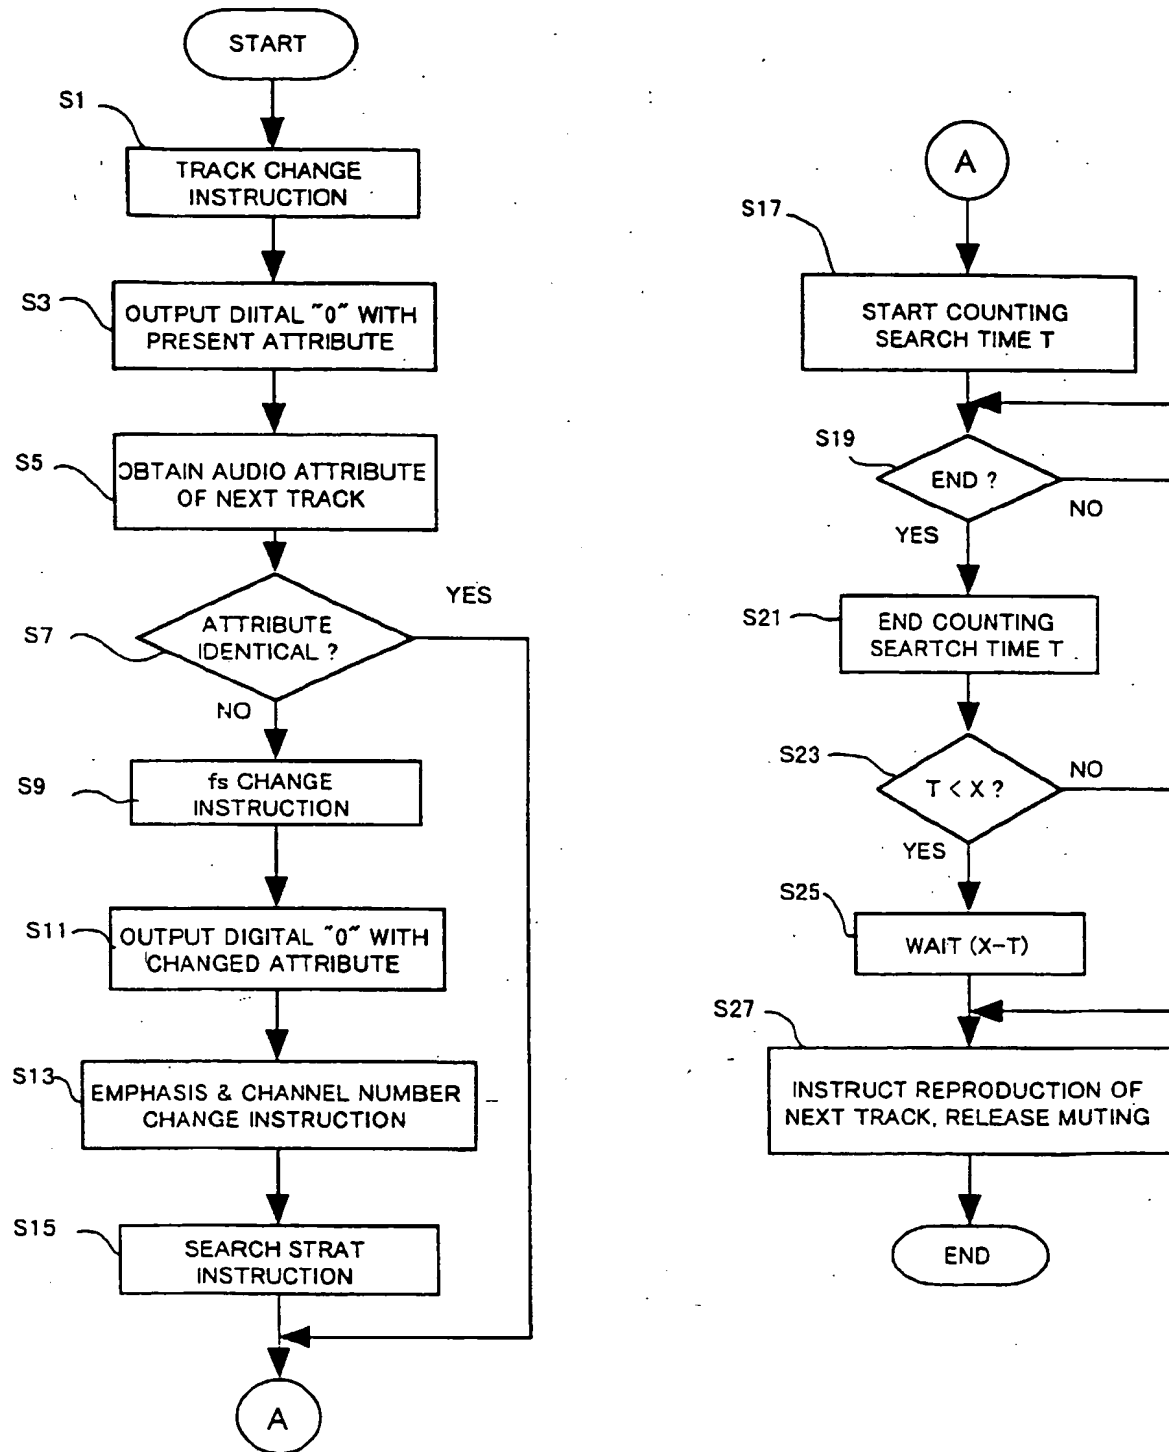 START
S1
TRACK CHANGE
INSTRUCTION
S3
OUTPUT DIITAL "0" WITH
PRESENT ATTRIBUTE
S5
OBTAIN AUDIO ATTRIBUTE
OF NEXT TRACK
YES
S7
ATTRIBUTE
IDENTICAL ?
NO
S9
fs CHANGE
INSTRUCTION
S11
OUTPUT DIGITAL "0" WITH
CHANGED ATTRIBUTE
S13
EMPHASIS & CHANNEL NUMBER
CHANGE INSTRUCTION
S15
SEARCH STRAT
INSTRUCTION
A
A
S17
START COUNTING
SEARCH TIME T
S19
END ?
NO
YES
S21
END COUNTING
SEARTCH TIME T
S23
T < X ?
NO
YES
S25
WAIT (X-T)
S27
INSTRUCT REPRODUCTION OF
NEXT TRACK, RELEASE MUTING
END